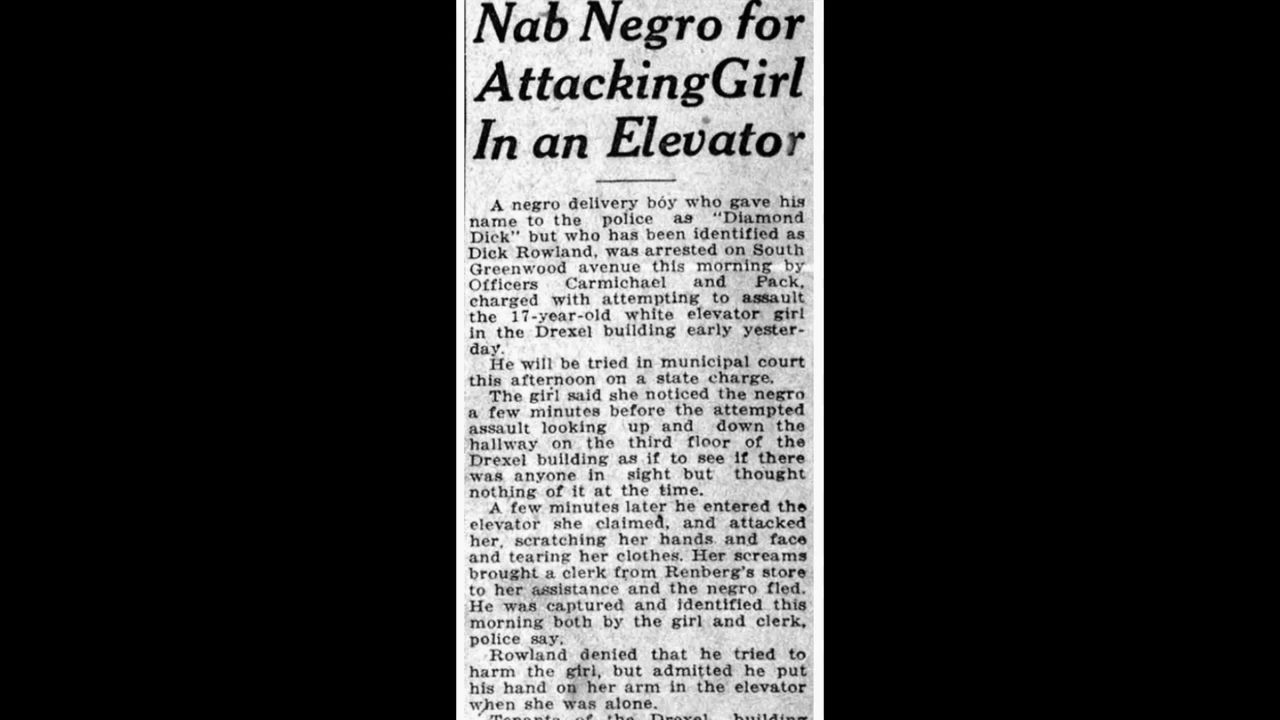 Nab Negro for
Attacking Girl
In an Elevator
A negro delivery boy who gave his
name to the police as "Diamond
Dick" but who has been identified as
Dick Rowland, was arrested on South
Greenwood avenue this morning by
Officers Carmichael and Pack,
charged with attempting to assault
the 17-year-old white elevator girl
in the Drexel building early yester-
day.
He will be tried in municipal court
this afternoon on a state charge.
The girl said she noticed the negro
a few minutes before the attempted
assault looking up and down the
hallway on the third floor of the
Drexel building as if to see if there
was anyone in sight but thought
nothing of it at the time.
A few minutes later he entered the
elevator she claimed, and attacked
her, scratching her hands and face
and tearing her clothes. Her screams
brought a clerk from Renberg's store
to her assistance and the negro fled.
He was captured and identified this
morning both by the girl and clerk,
police say.
Rowland denied that he tried to
harm the girl, but admitted he put
his hand on her arm in the elevator
when she was alone.
Tenants of the Drexel building